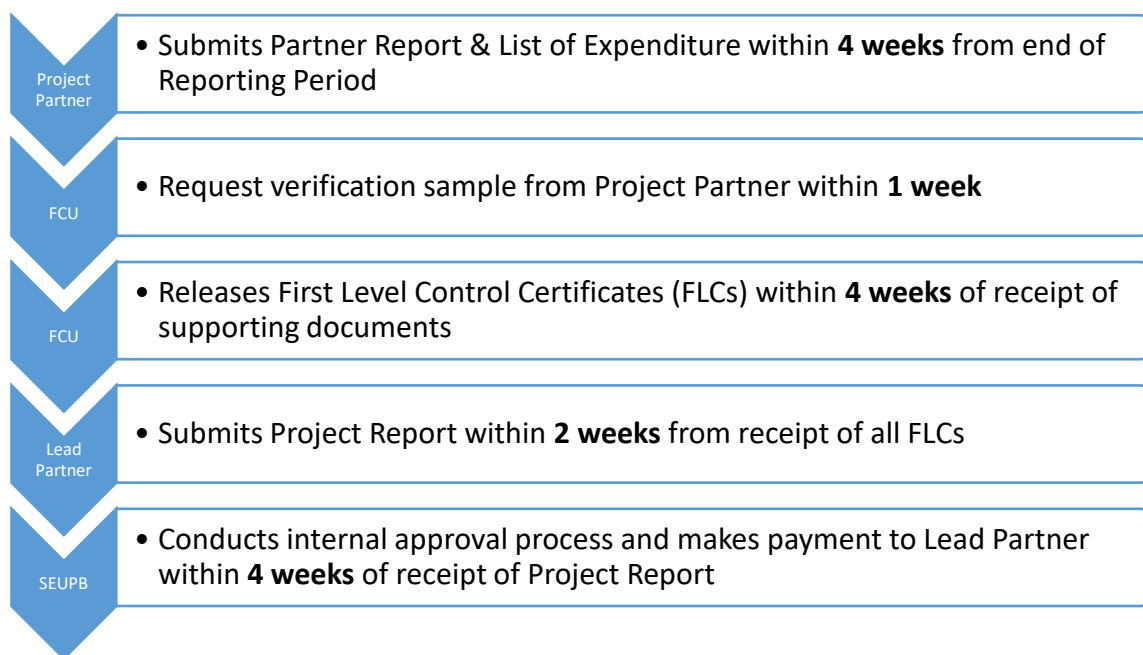 Project
Partner
• Submits Partner Report & List of Expenditure within 4 weeks from end of
Reporting Period
FCU
• Request verification sample from Project Partner within 1 week
FCU
• Releases First Level Control Certificates (FLCs) within 4 weeks of receipt of
supporting documents
Lead
Partner
• Submits Project Report within 2 weeks from receipt of all FLCs
SEUPB
• Conducts internal approval process and makes payment to Lead Partner
within 4 weeks of receipt of Project Report